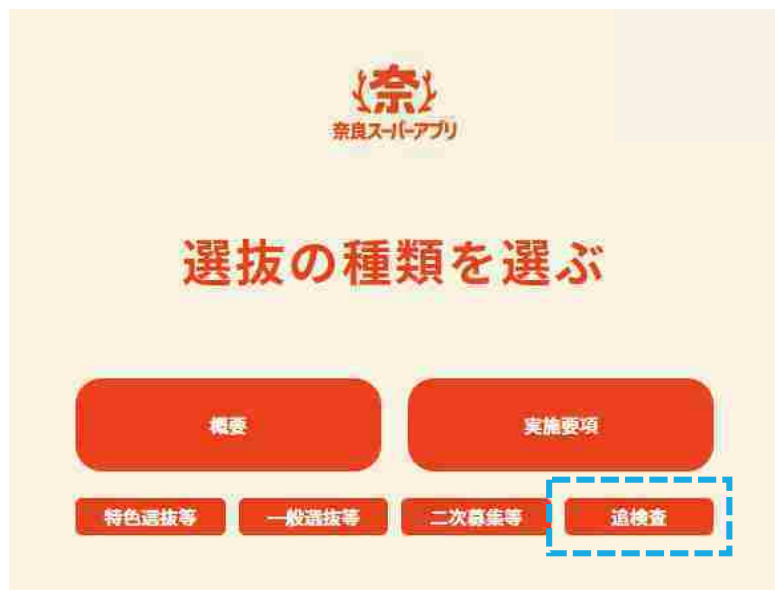 奈
奈良スーパーアプリ
選抜の種類を選ぶ
概要
実施要項
特色選抜等
一般選抜等
二次募集等
追検査